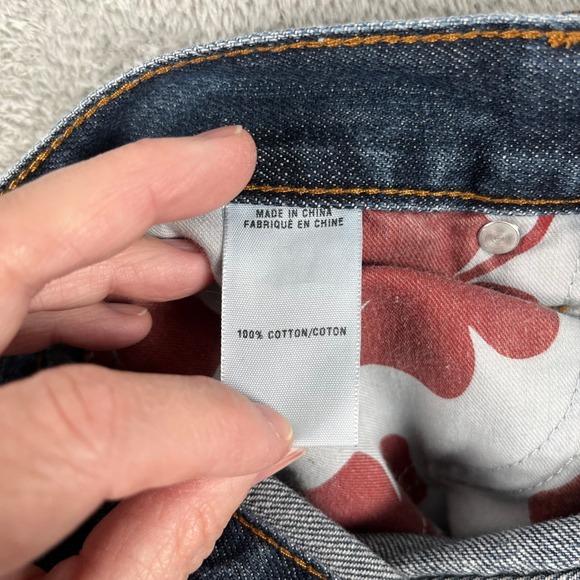 MADE IN CHINA
FABRIQUÉ EN CHINE
100% COTTON/COTON